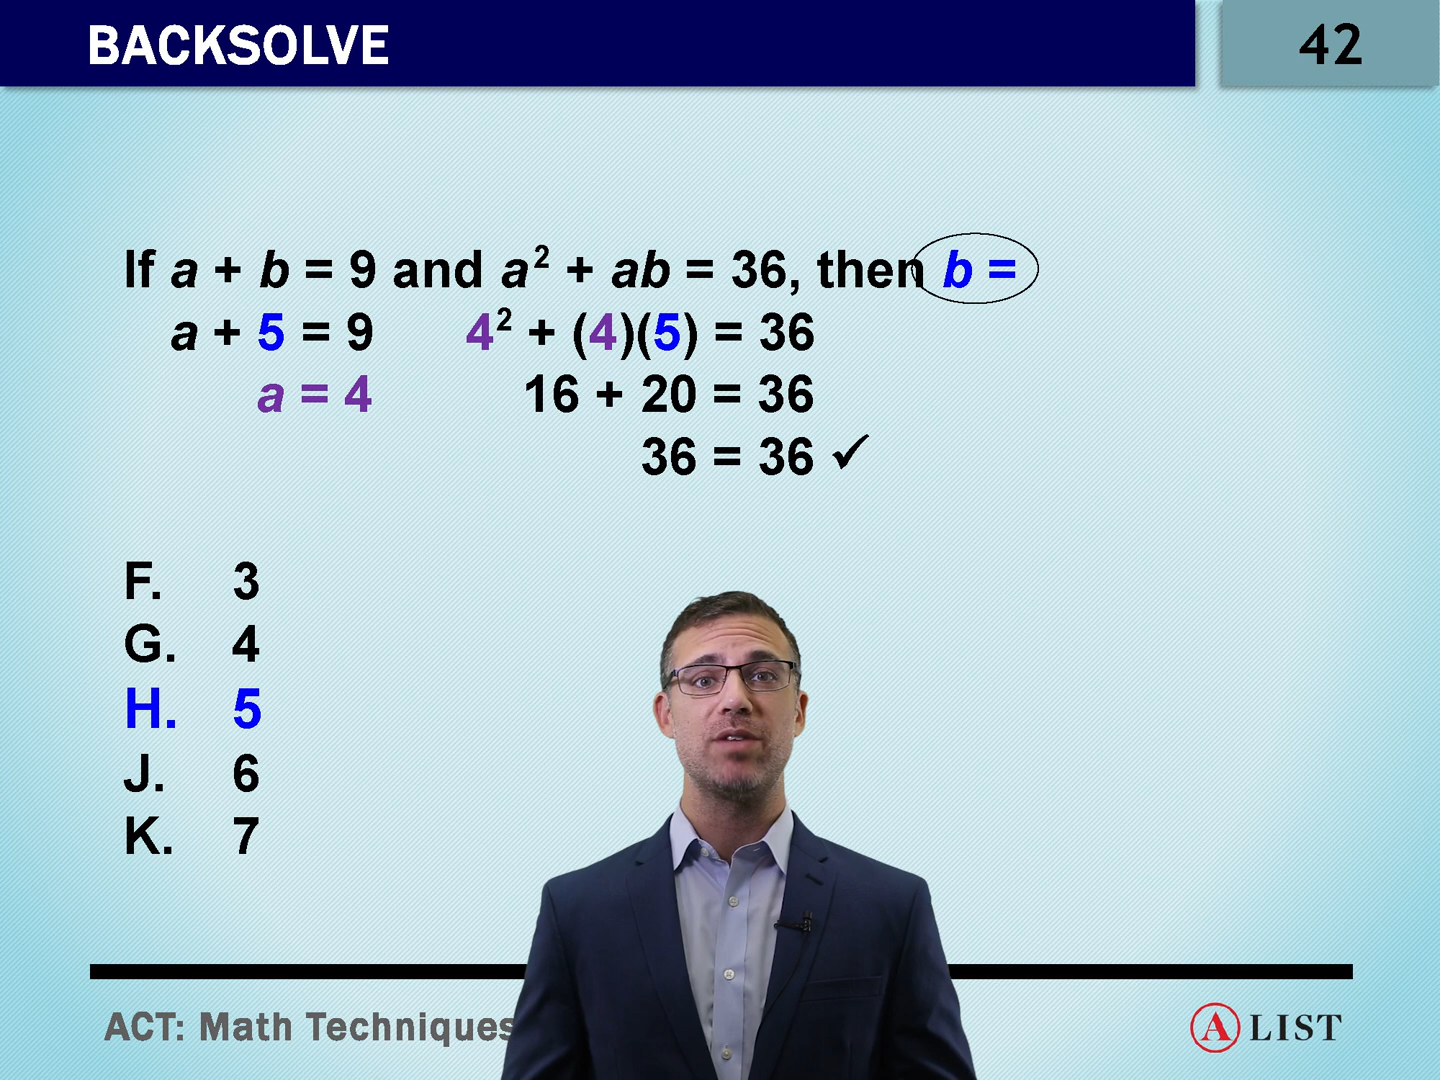 BACKSOLVE
42
If a + b = 9 and a² + ab = 36, then b =
a + 5 = 9 4² + (4)(5) = 36
a = 4 16 + 20 = 36
36 = 36 ✓
F. 3
G. 4
H. 5
J. 6
K. 7
ACT: Math Techniques
A LIST